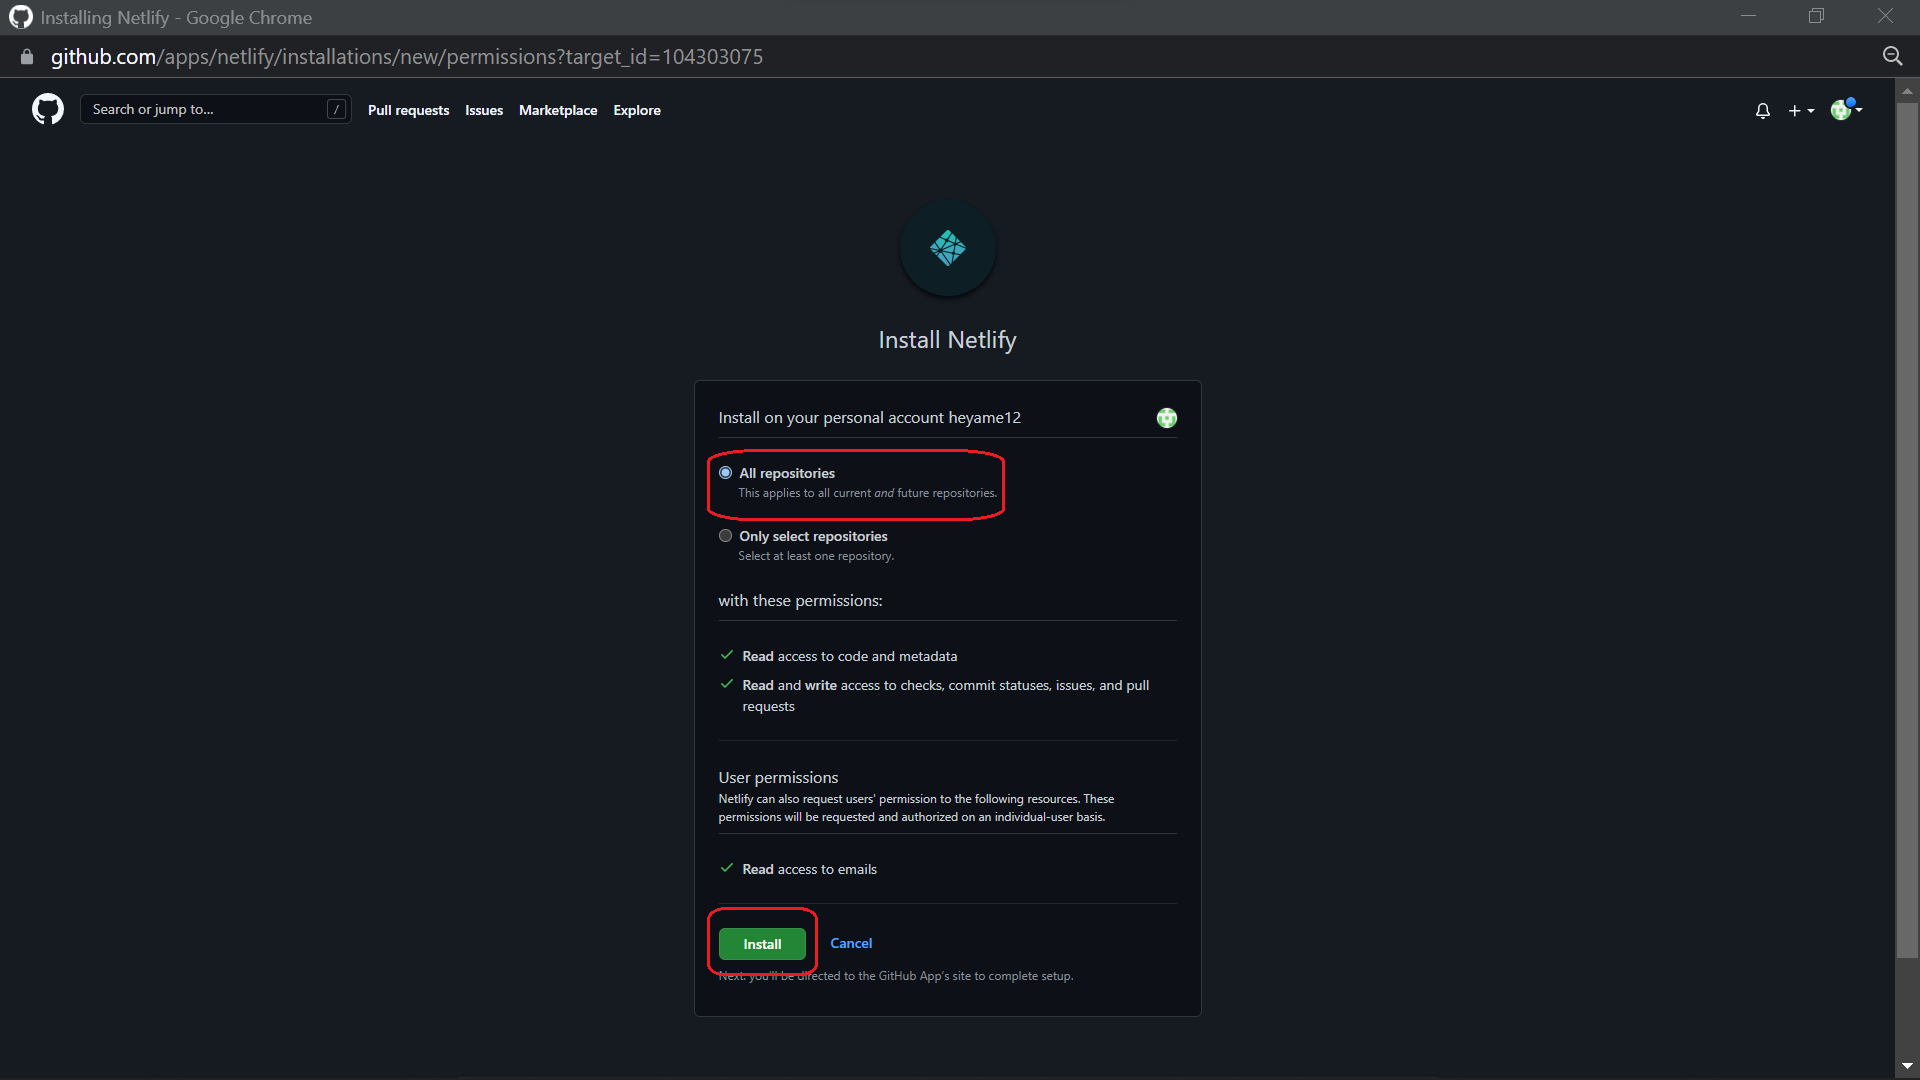 Installing Netlify - Google Chrome
github.com/apps/netlify/installations/new/permissions?target_id=104303075
Search or jump to... /
Pull requests Issues Marketplace Explore
Install Netlify
Install on your personal account heyame12
All repositories
This applies to all current and future repositories.
Only select repositories
Select at least one repository.
with these permissions:
Read access to code and metadata
Read and write access to checks, commit statuses, issues, and pull
requests
User permissions
Netlify can also request users' permission to the following resources. These
permissions will be requested and authorized on an individual-user basis.
Read access to emails
Install Cancel
Next: you'll be directed to the GitHub App's site to complete setup.